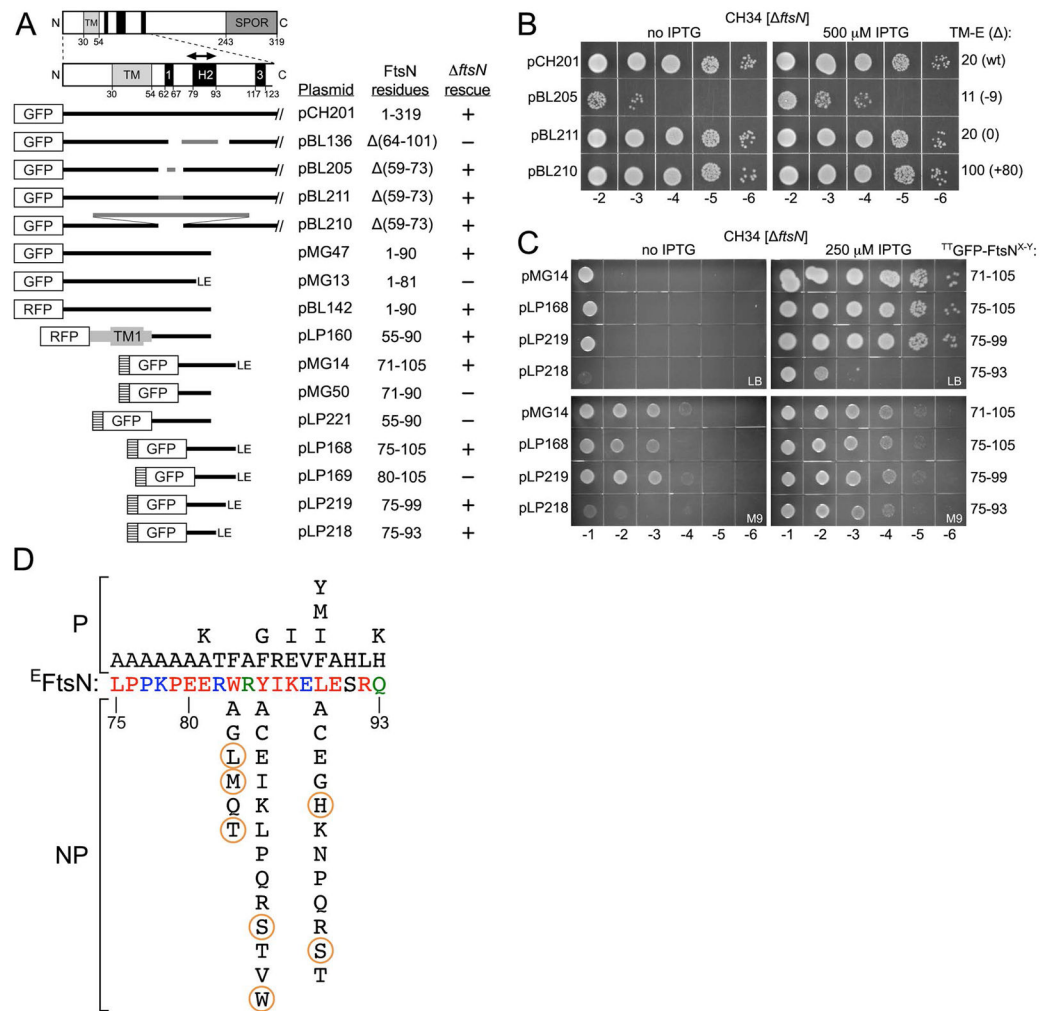 A
N TM SPOR C
30 54 243 319
N TM 1 H2 3 C
30 54 62 67 79 93 117 123
Plasmid FtsN residues ΔftsN rescue
GFP // pCH201 1-319 +
GFP // pBL136 Δ(64-101) –
GFP // pBL205 Δ(59-73) +
GFP // pBL211 Δ(59-73) +
GFP // pBL210 Δ(59-73) +
GFP pMG47 1-90 +
GFP LE pMG13 1-81 –
RFP pBL142 1-90 +
RFP TM1 pLP160 55-90 +
GFP LE pMG14 71-105 +
GFP pMG50 71-90 –
GFP pLP221 55-90 –
GFP LE pLP168 75-105 +
GFP LE pLP169 80-105 –
GFP LE pLP219 75-99 +
GFP LE pLP218 75-93 +
B
CH34 [ΔftsN]
no IPTG 500 μM IPTG TM-E (Δ):
pCH201 20 (wt)
pBL205 11 (-9)
pBL211 20 (0)
pBL210 100 (+80)
-2 -3 -4 -5 -6 -2 -3 -4 -5 -6
C
CH34 [ΔftsN]
no IPTG 250 μM IPTG TTGFP-FtsNX-Y:
pMG14 71-105
pLP168 75-105
pLP219 75-99
pLP218 75-93
LB LB
pMG14 71-105
pLP168 75-105
pLP219 75-99
pLP218 75-93
M9 M9
-1 -2 -3 -4 -5 -6 -1 -2 -3 -4 -5 -6
D
Y
M
K G I I K
P AAAAAAATFAFREVFAHLH
EFtsN: LPPKPEERWRYIKELESRQ
75 80 93
A A A
G C C
L E E
M I G
Q K H
T L K
NP P N
Q P
R Q
S R
T S
V T
W